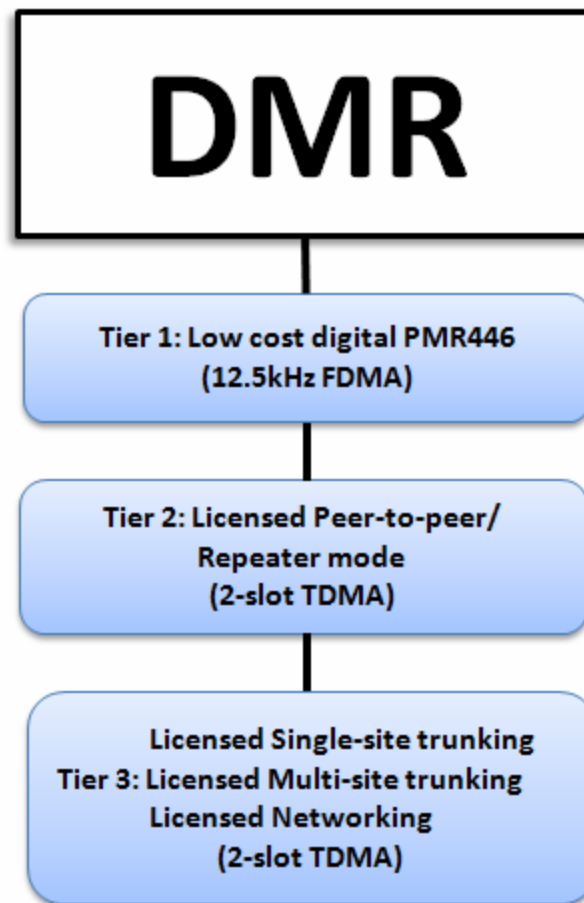 DMR
Tier 1: Low cost digital PMR446
(12.5kHz FDMA)
Tier 2: Licensed Peer-to-peer/
Repeater mode
(2-slot TDMA)
Licensed Single-site trunking
Tier 3: Licensed Multi-site trunking
Licensed Networking
(2-slot TDMA)